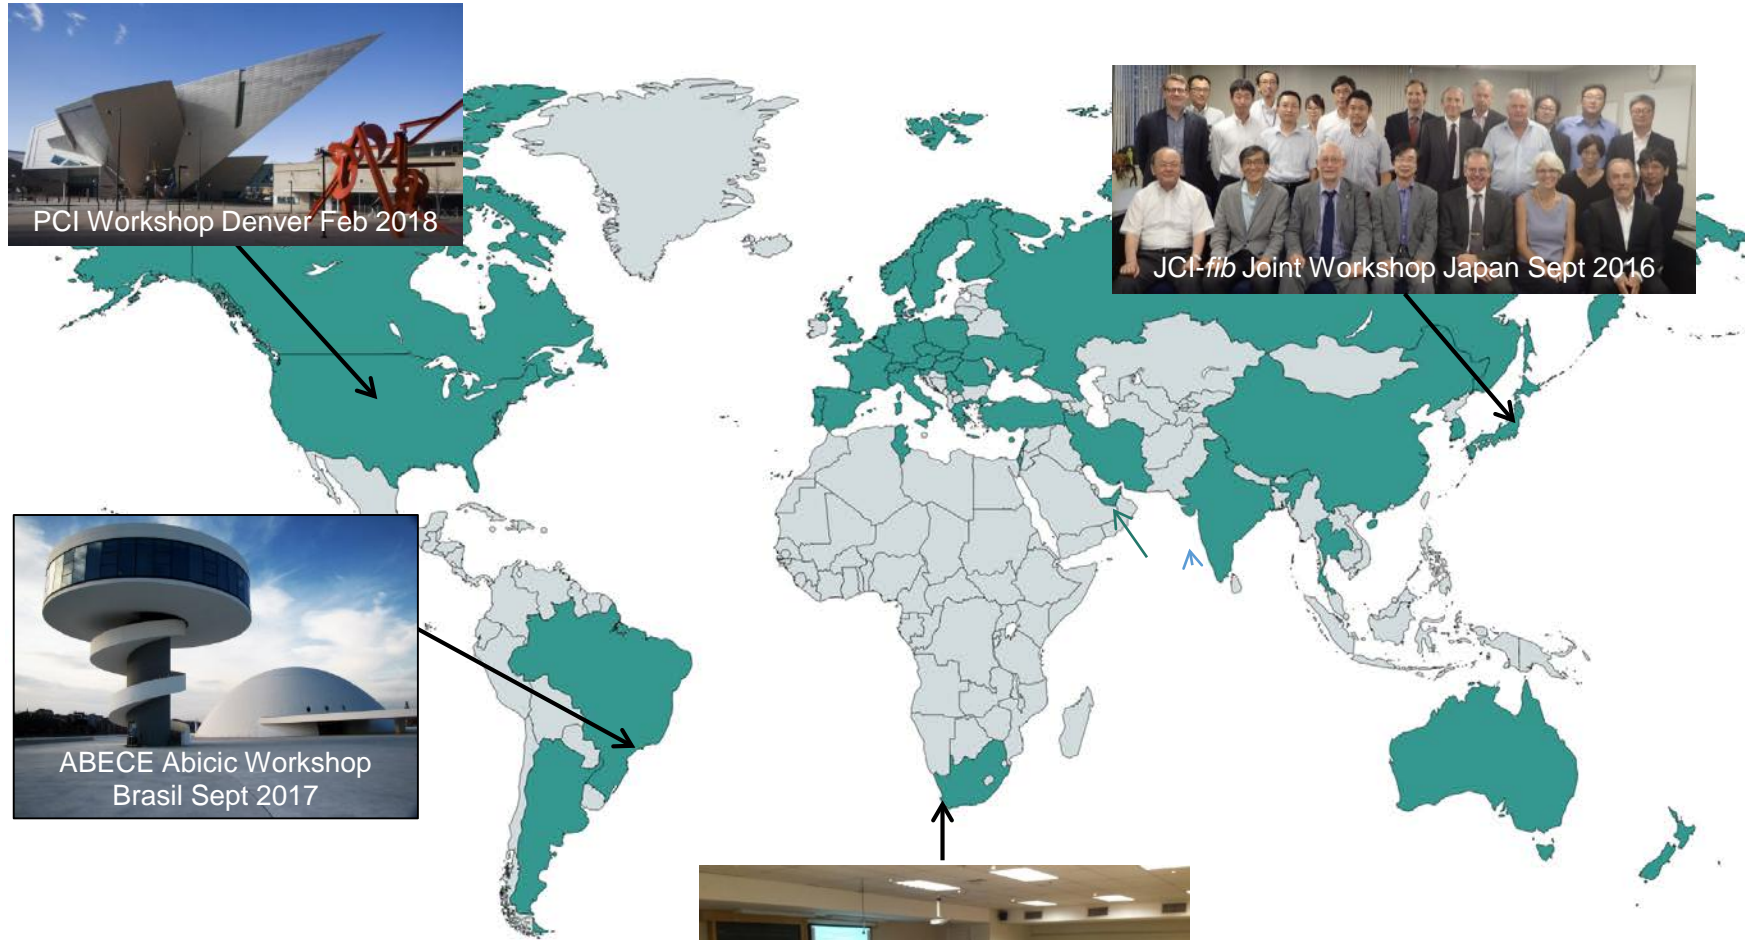 PCI Workshop Denver Feb 2018
JCI-fib Joint Workshop Japan Sept 2016
ABECE Abicic Workshop
Brasil Sept 2017